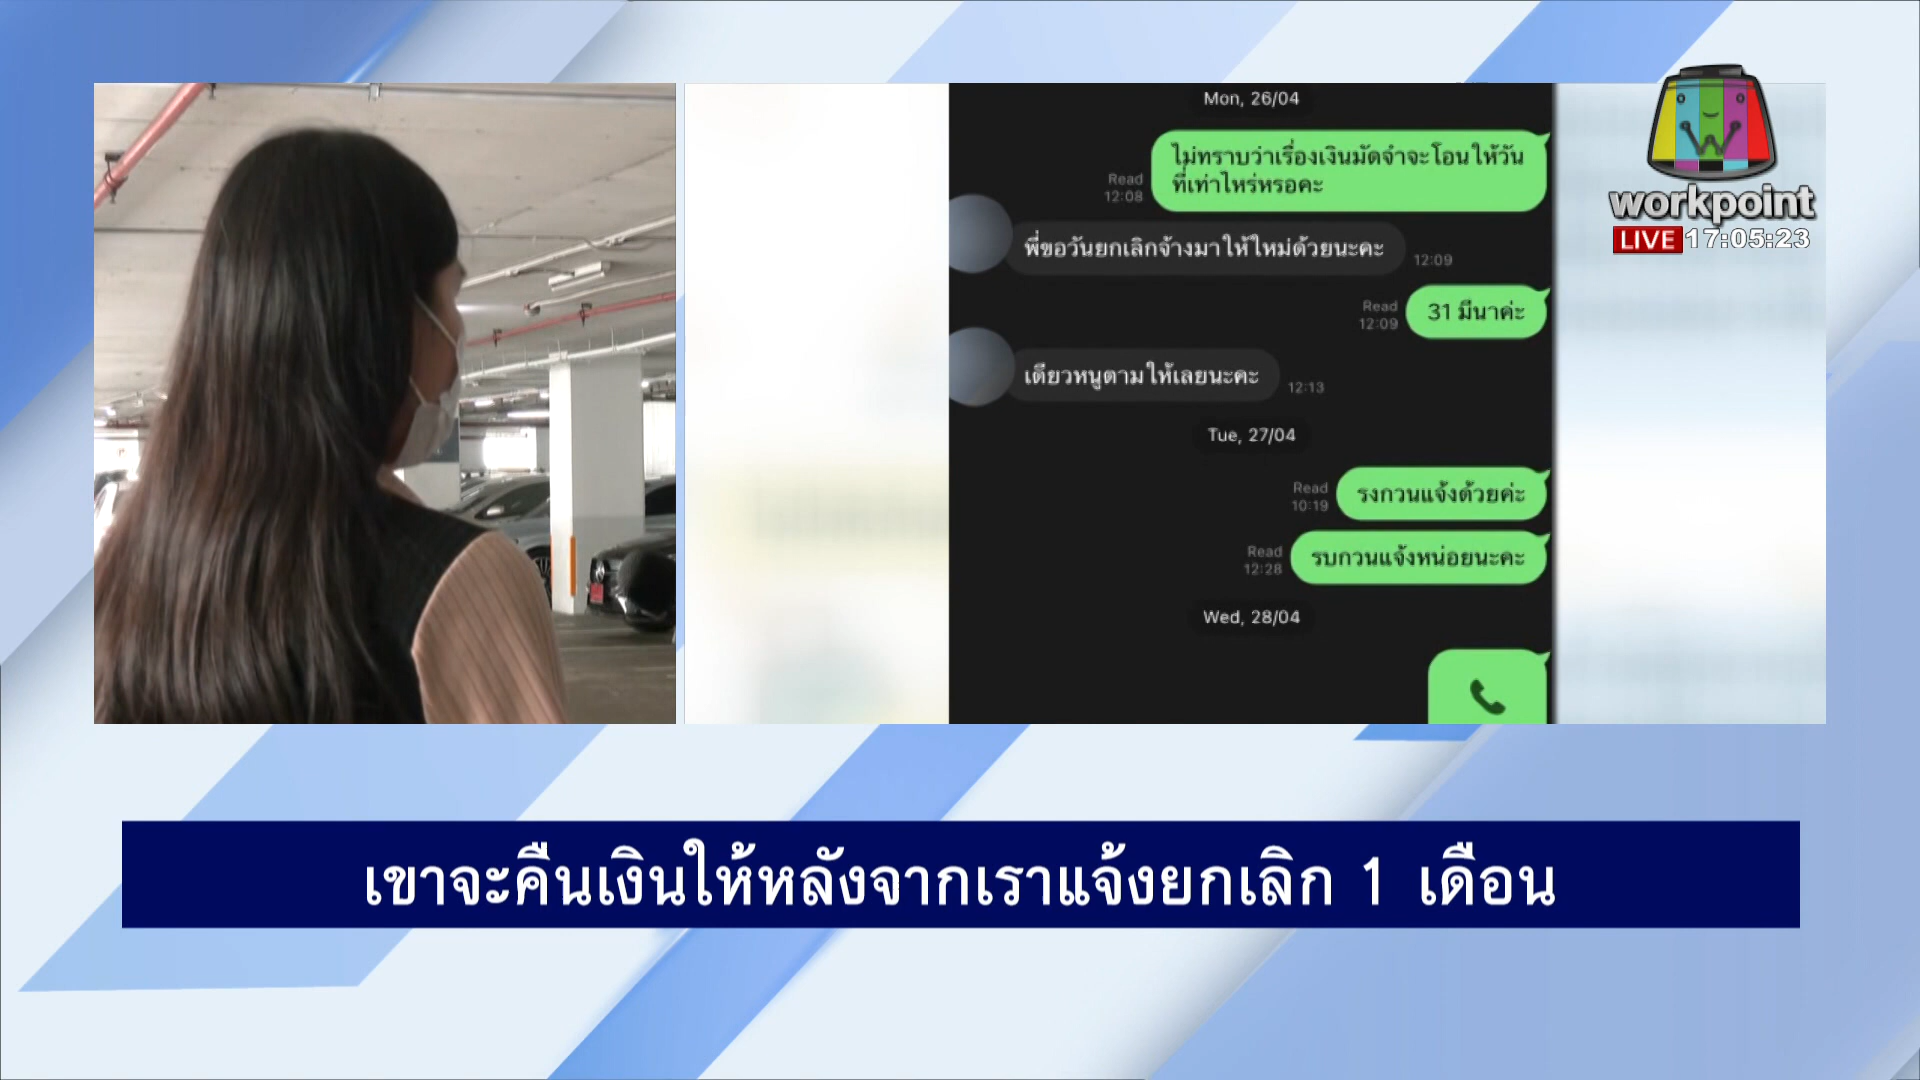 Mon, 26/04
ไม่ทราบว่าเรื่องเงินมัดจำจะโอนให้วัน
ที่เท่าไหร่หรอคะ
Read
12:08
พี่ขอวันยกเลิกจ้างมาให้ใหม่ด้วยนะคะ
12:09
31 มีนาค่ะ
Read
12:09
เดียวหนูตามให้เลยนะคะ
12:13
Tue, 27/04
รงกวนแจ้งด้วยค่ะ
Read
10:19
รบกวนแจ้งหน่อยนะคะ
Read
12:28
Wed, 28/04
workpoint
LIVE 17:05:23
เขาจะคืนเงินให้หลังจากเราแจ้งยกเลิก 1 เดือน